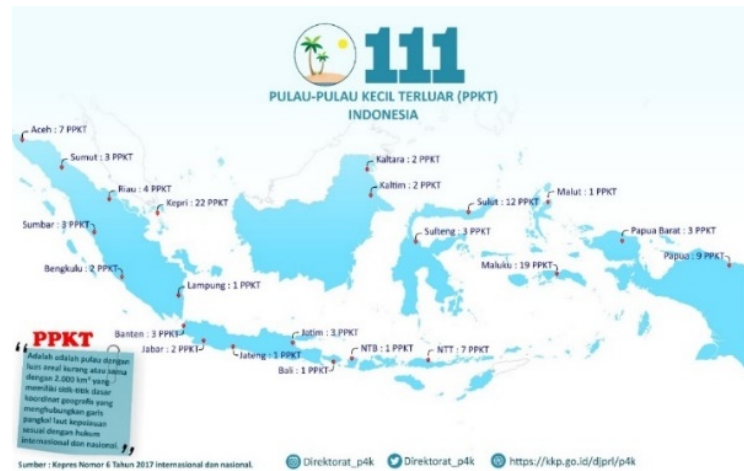 111
PULAU-PULAU KECIL TERLUAR (PPKT)
INDONESIA
Aceh : 7 PPKT
Sumut : 3 PPKT
Riau : 4 PPKT
Kepri : 22 PPKT
Sumbar : 3 PPKT
Bengkulu : 2 PPKT
Lampung : 1 PPKT
Kaltara : 2 PPKT
Kaltim : 2 PPKT
Sulut : 12 PPKT
Malut : 1 PPKT
Sulteng : 3 PPKT
Papua Barat : 3 PPKT
Maluku : 19 PPKT
Papua : 9 PPKT
Banten : 3 PPKT
Jabar : 2 PPKT
Jateng : 1 PPKT
Jatim : 3 PPKT
Bali : 1 PPKT
NTB : 1 PPKT
NTT : 7 PPKT
PPKT
Adalah adalah pulau dengan
luas areal kurang atau sama
dengan 2.000 km² yang
memiliki titik-titik dasar
koordinat geografis yang
menghubungkan garis
pangkal laut kepulauan
sesuai dengan hukum
internasional dan nasional.
Sumber : Kepres Nomor 6 Tahun 2017 internasional dan nasional.
Direktorat_p4k
Direktorat_p4k
https://kkp.go.id/djprl/p4k